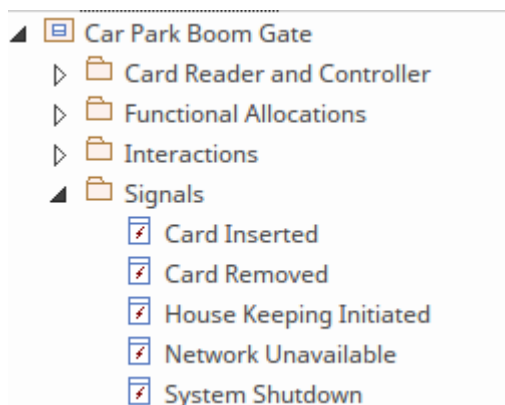 Car Park Boom Gate
Card Reader and Controller
Functional Allocations
Interactions
Signals
Card Inserted
Card Removed
House Keeping Initiated
Network Unavailable
System Shutdown